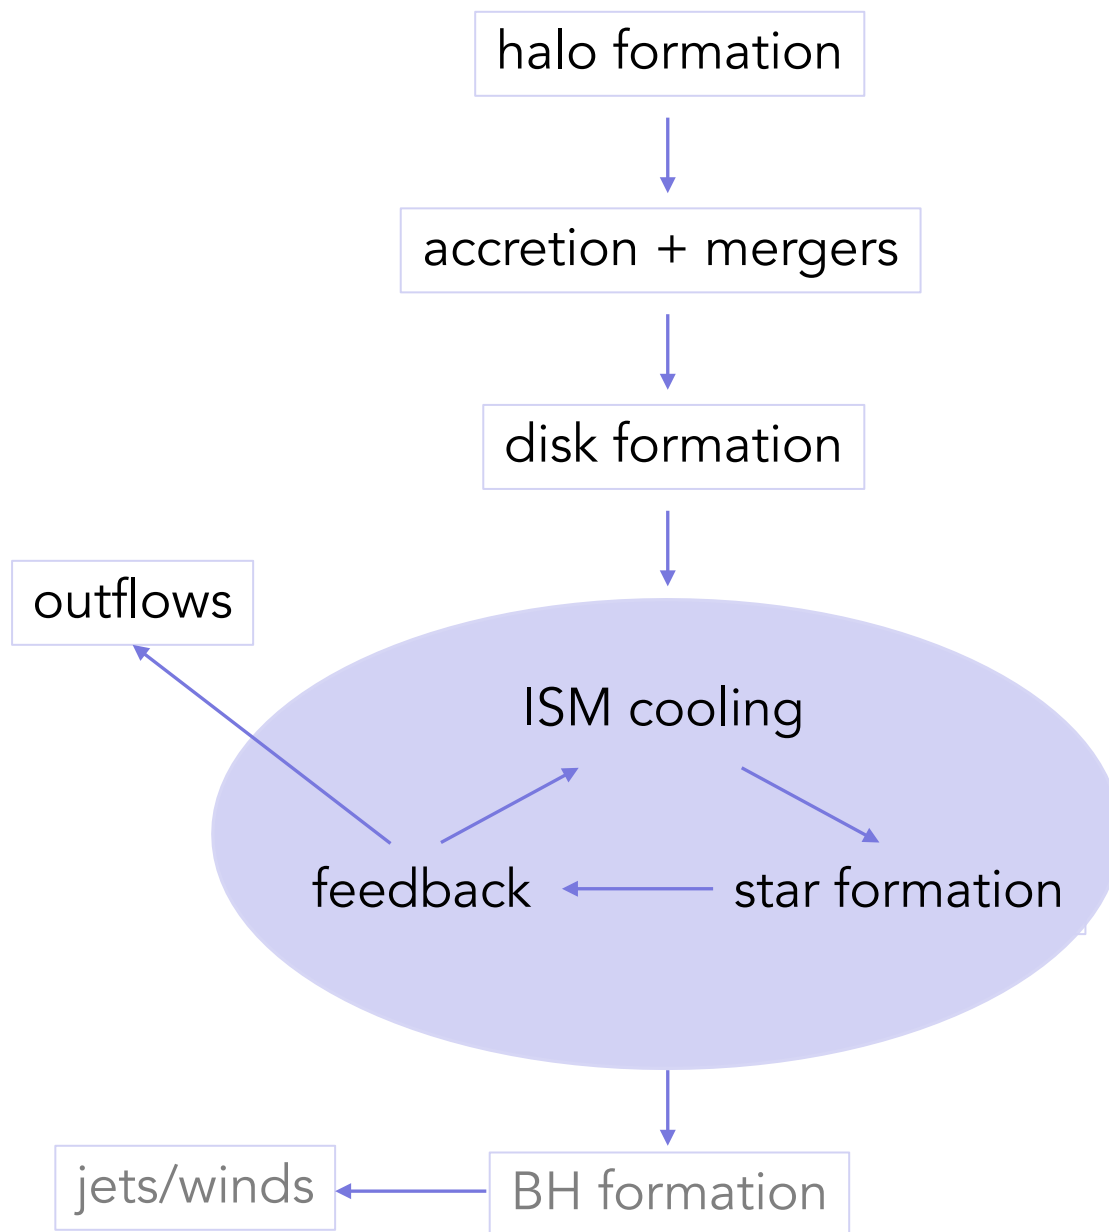 halo formation
accretion + mergers
disk formation
outflows
ISM cooling
feedback
star formation
jets/winds
BH formation